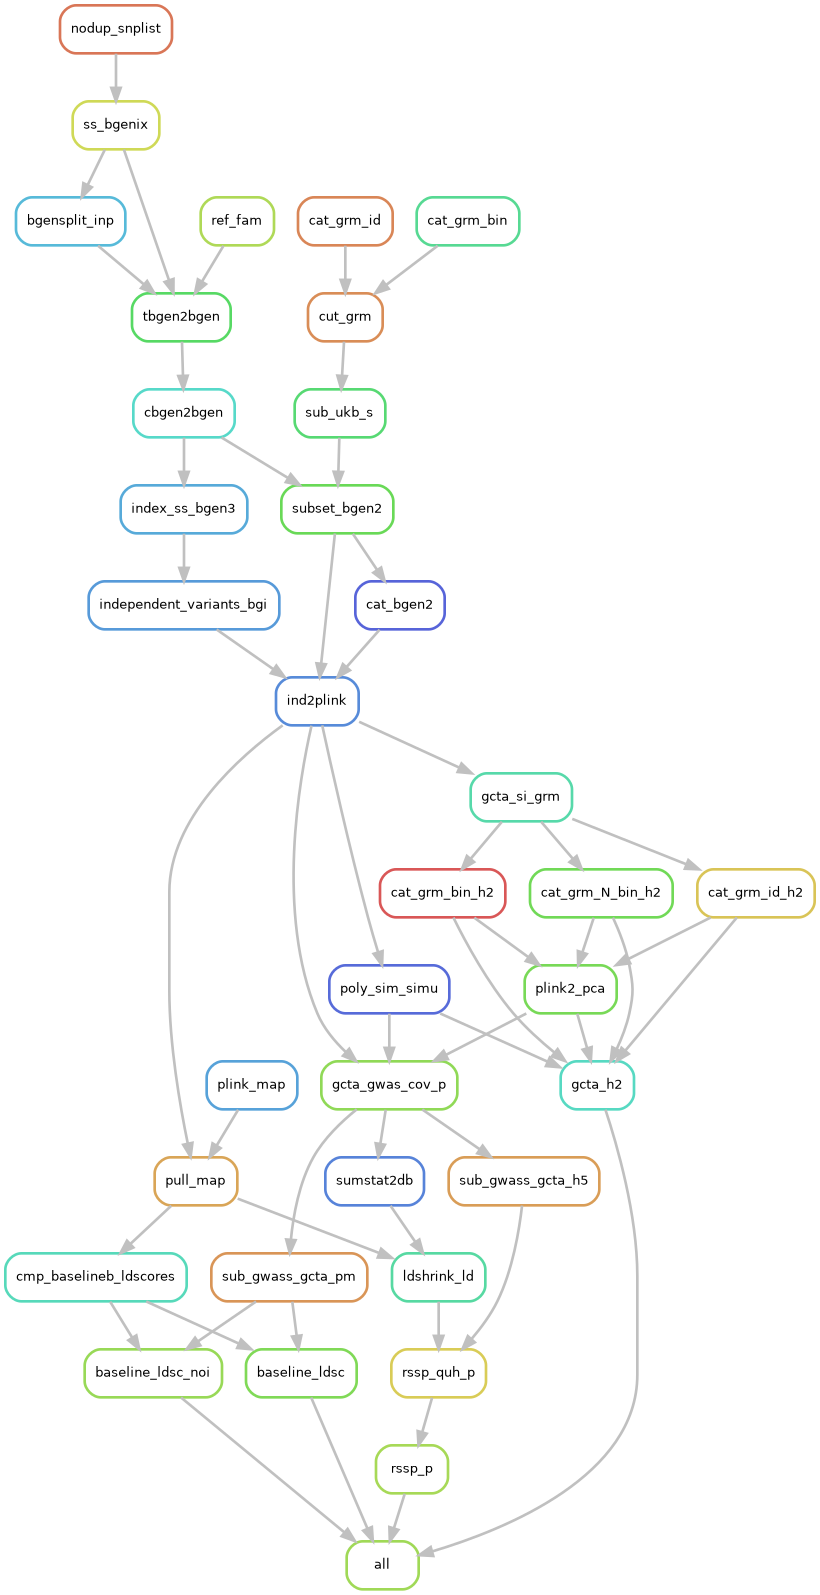 nodup_snplist
ss_bgenix
bgensplit_inp
ref_fam
cat_grm_id
cat_grm_bin
tbgen2bgen
cut_grm
cbgen2bgen
sub_ukb_s
index_ss_bgen3
subset_bgen2
independent_variants_bgi
cat_bgen2
ind2plink
gcta_si_grm
cat_grm_bin_h2
cat_grm_N_bin_h2
cat_grm_id_h2
poly_sim_simu
plink2_pca
plink_map
gcta_gwas_cov_p
gcta_h2
pull_map
sumstat2db
sub_gwass_gcta_h5
cmp_baselineb_ldscores
sub_gwass_gcta_pm
ldshrink_ld
baseline_ldsc_noi
baseline_ldsc
rssp_quh_p
rssp_p
all